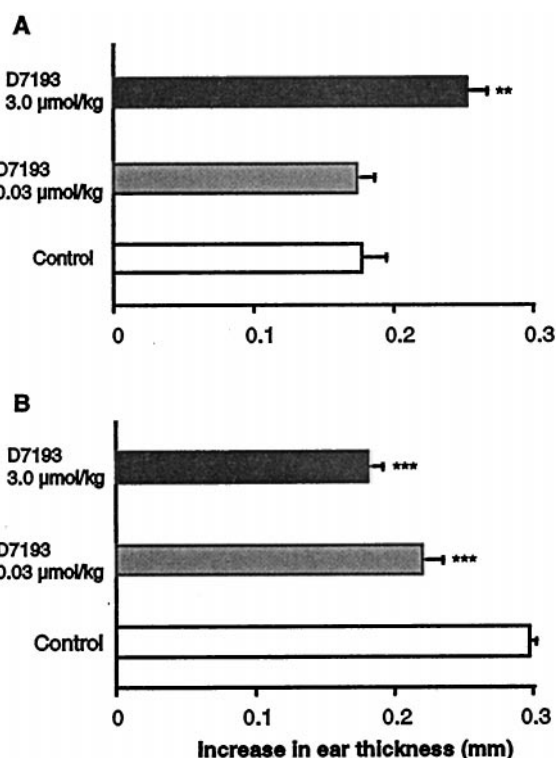 A
D7193
3.0 µmol/kg
**
D7193
0.03 µmol/kg
Control
0 0.1 0.2 0.3
B
D7193
3.0 µmol/kg
***
D7193
0.03 µmol/kg
***
Control
0 0.1 0.2 0.3
Increase in ear thickness (mm)